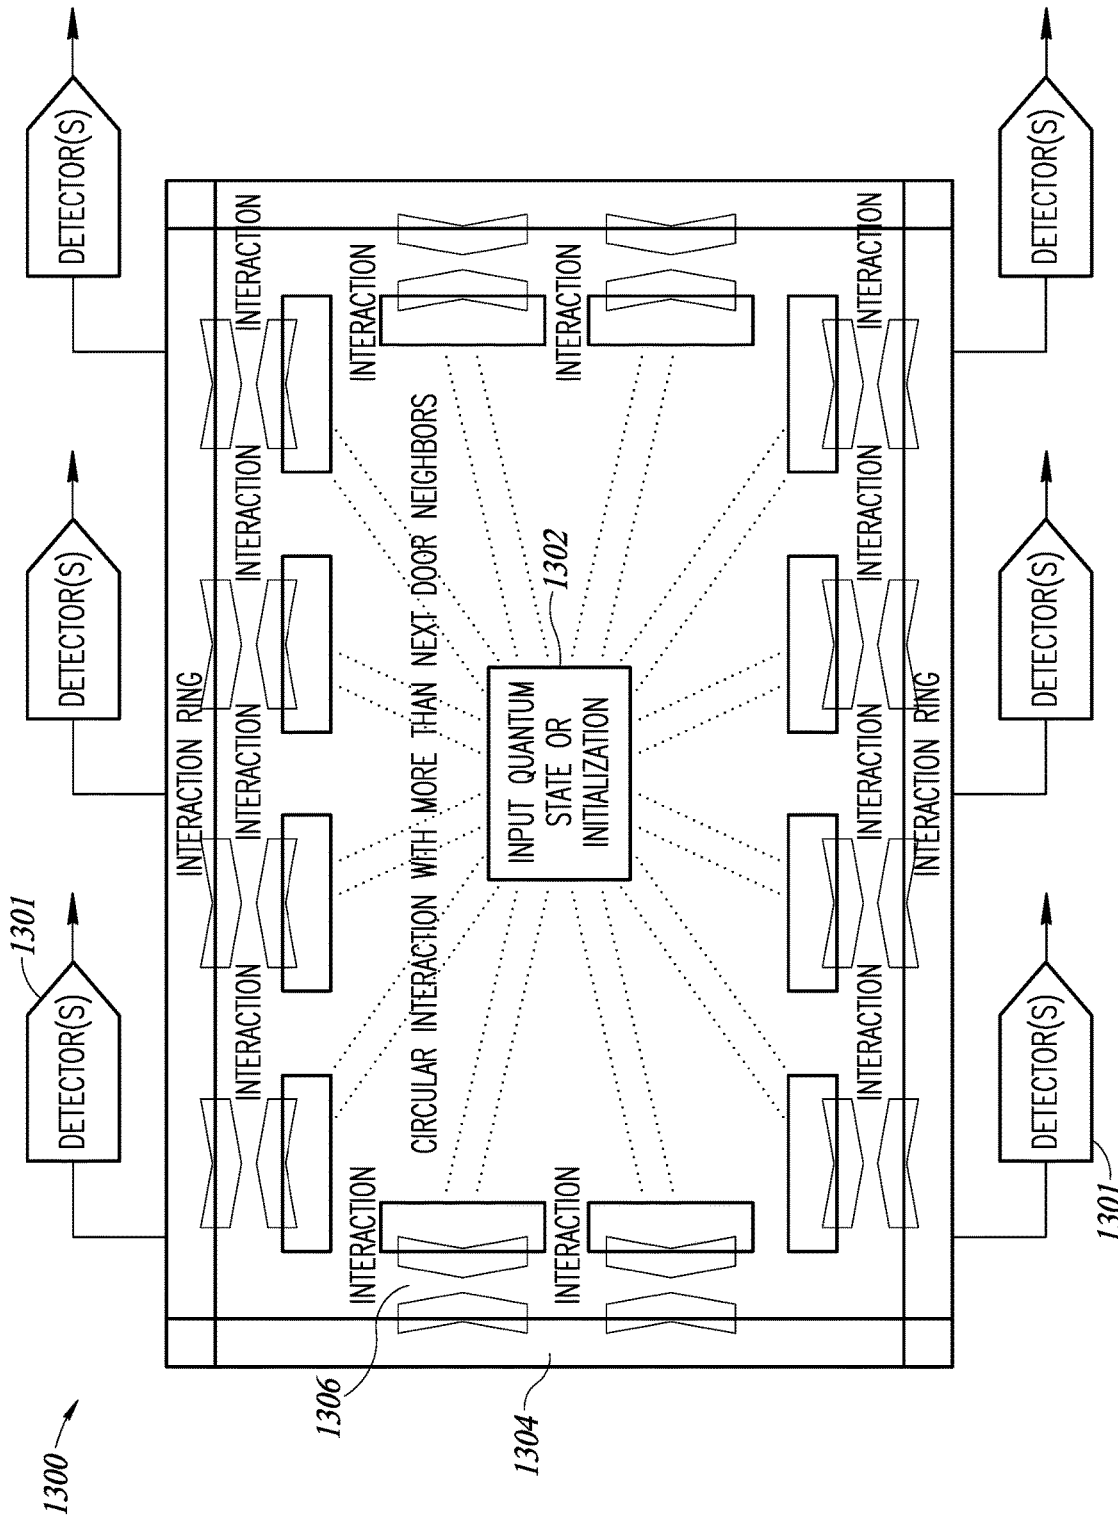 1301
1300
DETECTOR(S)
DETECTOR(S)
DETECTOR(S)
INTERACTION RING
INTERACTION
INTERACTION
INTERACTION
INTERACTION
1306
INTERACTION
INTERACTION
CIRCULAR INTERACTION WITH MORE THAN NEXT DOOR NEIGHBORS
1304
INPUT QUANTUM
STATE OR
INITIALIZATION
1302
INTERACTION
INTERACTION
INTERACTION
INTERACTION
INTERACTION
INTERACTION
INTERACTION RING
DETECTOR(S)
DETECTOR(S)
DETECTOR(S)
1301